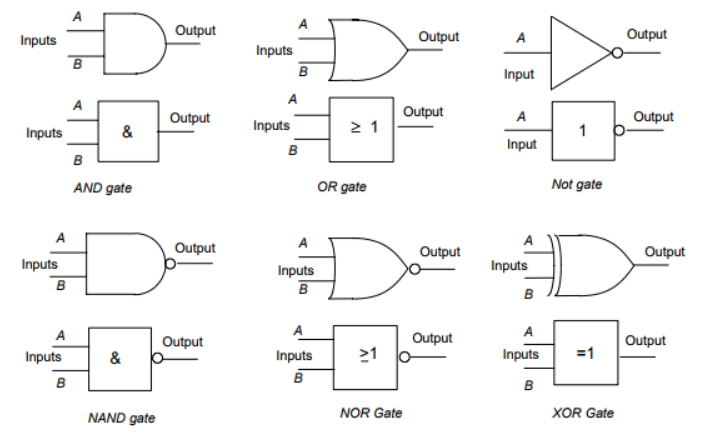 A
Inputs
B
Output
A
Inputs
B
Output
A
Input
Output
A
Inputs
B
&
Output
AND gate
A
Inputs
B
≥ 1
Output
OR gate
A
Input
1
Output
Not gate
A
Inputs
B
Output
A
Inputs
B
Output
A
Inputs
B
Output
A
Inputs
B
&
Output
NAND gate
A
Inputs
B
≥1
Output
NOR Gate
A
Inputs
B
=1
Output
XOR Gate